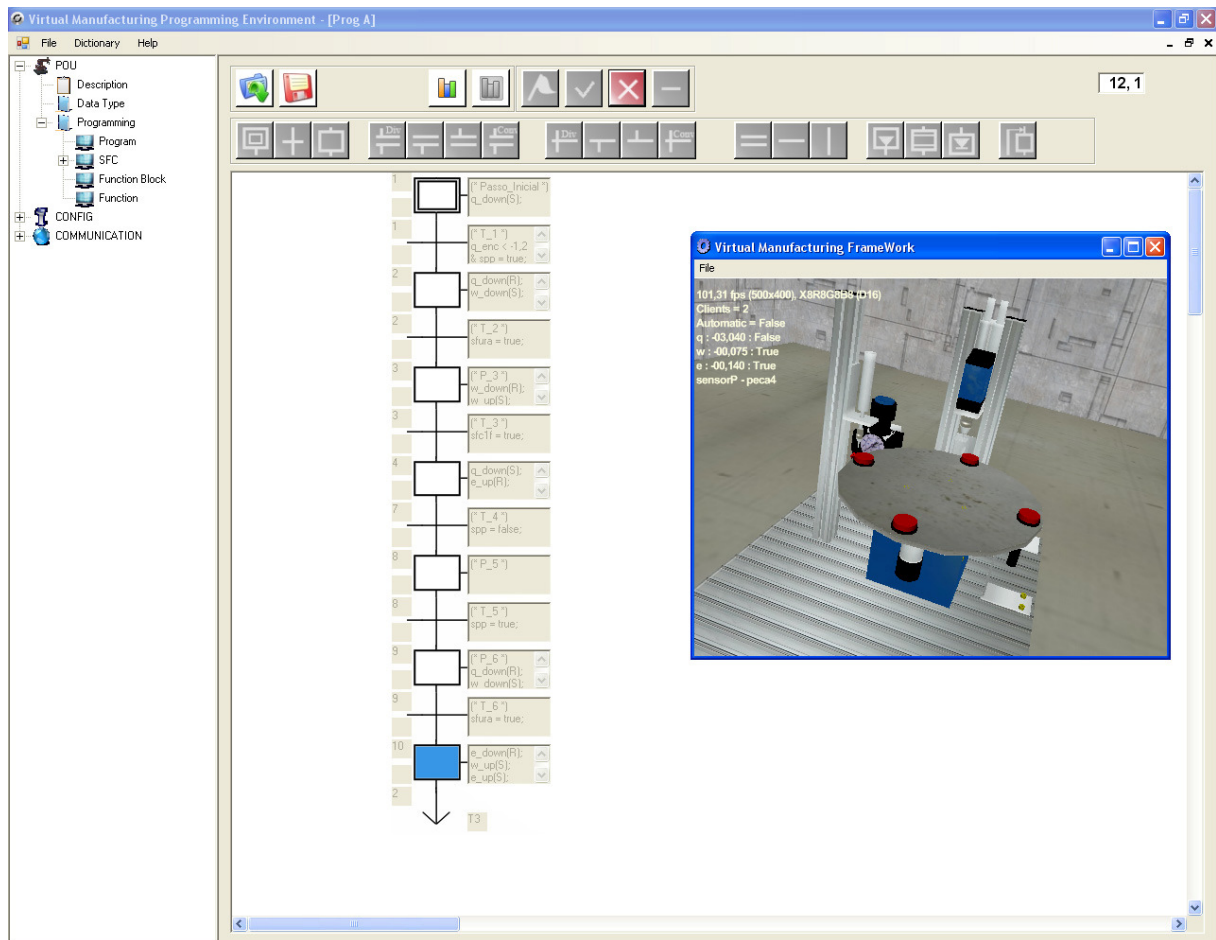 Virtual Manufacturing Programming Environment - [Prog A]
File Dictionary Help
POU
Description
Data Type
Programming
Program
SFC
Function Block
Function
CONFIG
COMMUNICATION
12, 1
Div
Conv
Div
Conv
1
(* Passo_Inicial *)
q_down(S);
1
(* T_1 *)
q_enc < -1,2
& spp = true;
2
q_down(R);
w_down(S);
2
(* T_2 *)
sfura = true;
3
(* P_3 *)
w_down(R);
w_up(S);
3
(* T_3 *)
sfc1f = true;
4
q_down(S);
e_up(R);
7
(* T_4 *)
spp = false;
8
(* P_5 *)
8
(* T_5 *)
spp = true;
9
(* P_6 *)
q_down(R);
w_down(S);
9
(* T_6 *)
sfura = true;
10
e_down(R);
w_up(S);
e_up(S);
2
T3
Virtual Manufacturing FrameWork
File
101,31 fps (500x400), X8R8G8B8 (D16)
Clients = 2
Automatic = False
q : -03,040 : False
w : -00,075 : True
e : -00,140 : True
sensorP - peca4